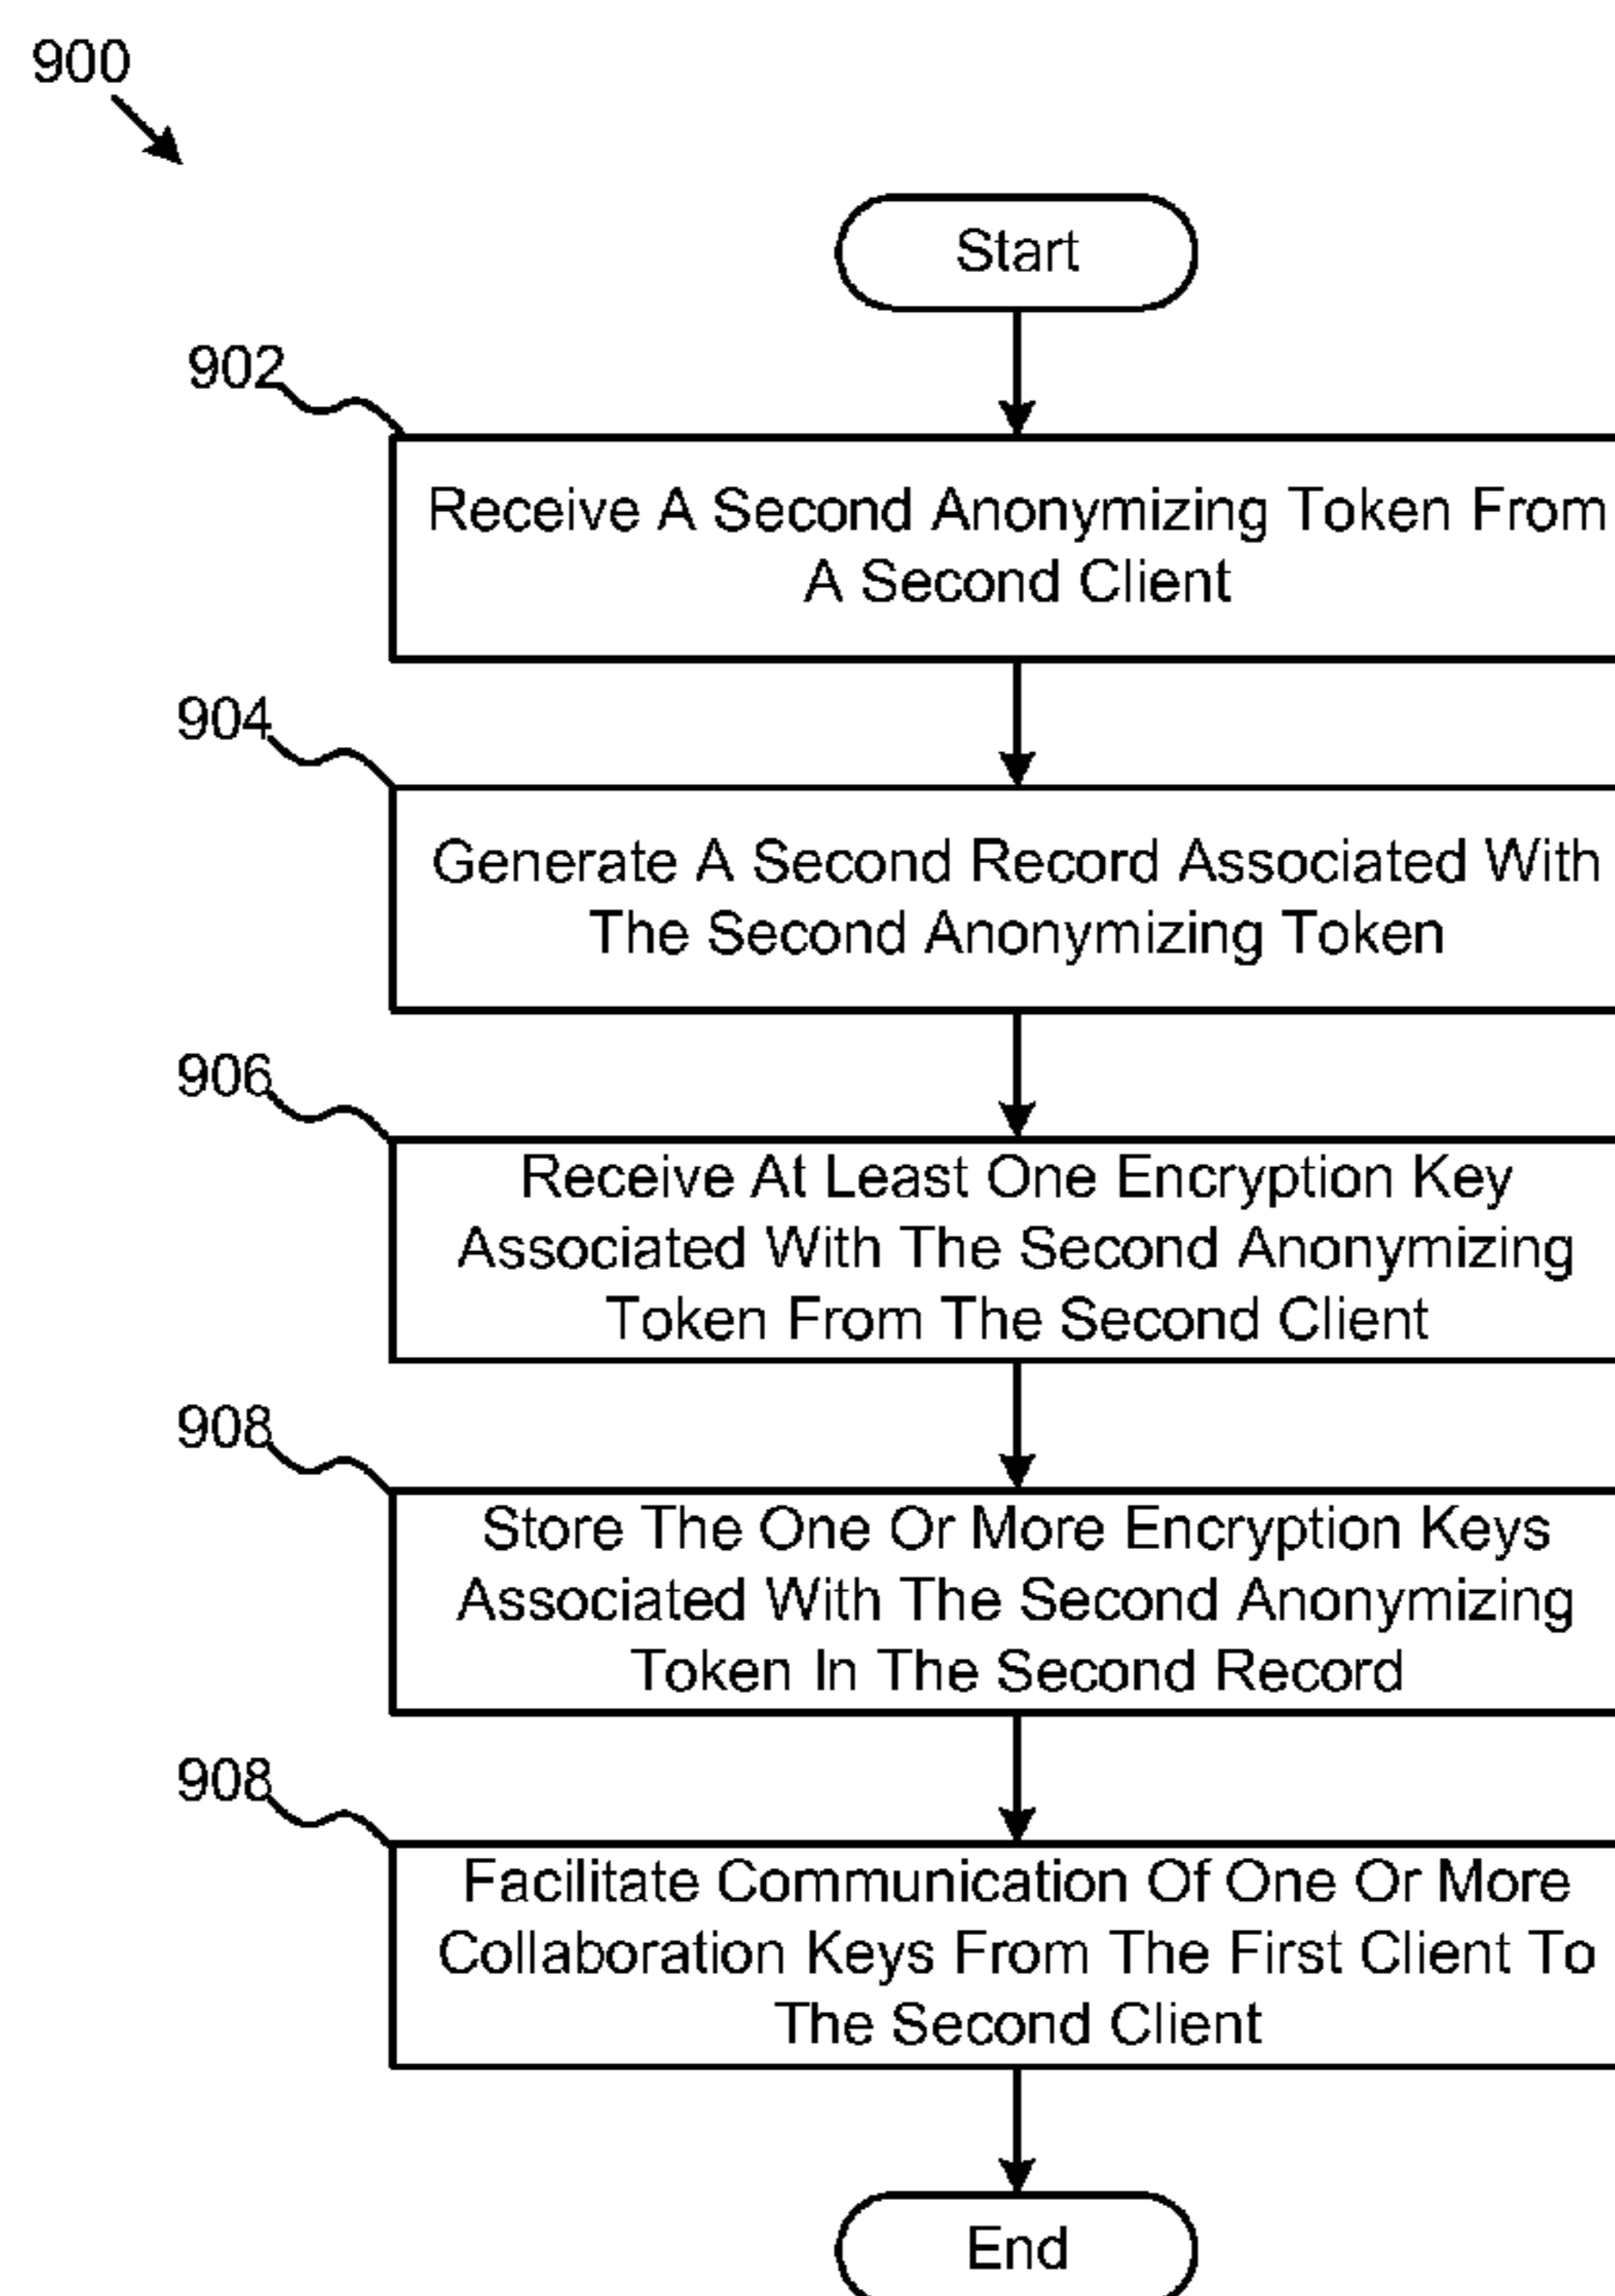 900
Start
902
Receive A Second Anonymizing Token From
A Second Client
904
Generate A Second Record Associated With
The Second Anonymizing Token
906
Receive At Least One Encryption Key
Associated With The Second Anonymizing
Token From The Second Client
908
Store The One Or More Encryption Keys
Associated With The Second Anonymizing
Token In The Second Record
908
Facilitate Communication Of One Or More
Collaboration Keys From The First Client To
The Second Client
End